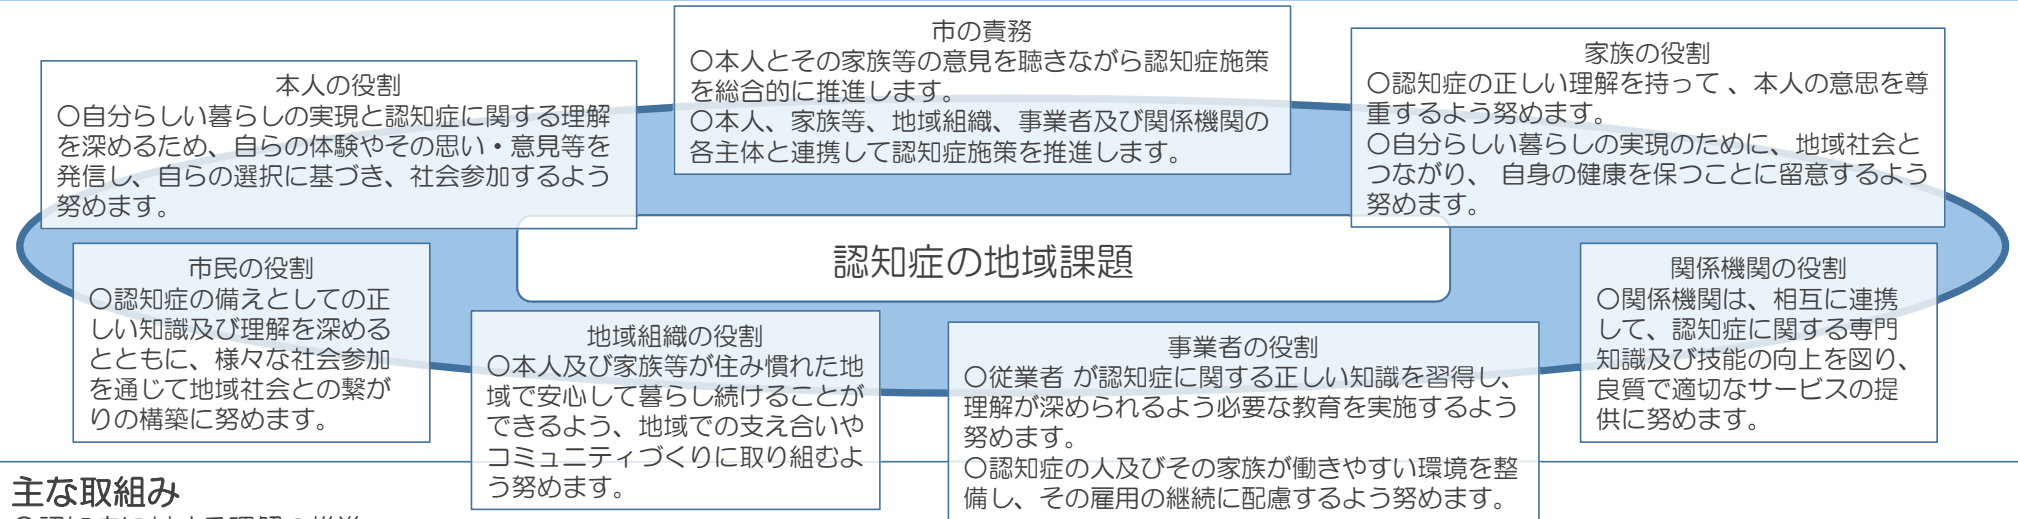 本人の役割
〇自分らしい暮らしの実現と認知症に関する理解
を深めるため、自らの体験やその思い・意見等を
発信し、自らの選択に基づき、社会参加するよう
努めます。
市の責務
〇本人とその家族等の意見を聴きながら認知症施策
を総合的に推進します。
〇本人、家族等、地域組織、事業者及び関係機関の
各主体と連携して認知症施策を推進します。
家族の役割
〇認知症の正しい理解を持って 、本人の意思を尊
重するよう努めます。
〇自分らしい暮らしの実現のために、地域社会と
つながり、 自身の健康を保つことに留意するよう
努めます。
認知症の地域課題
市民の役割
〇認知症の備えとしての正
しい知識及び理解を深める
とともに、様々な社会参加
を通じて地域社会との繋が
りの構築に努めます。
地域組織の役割
〇本人及び家族等が住み慣れた地
域で安心して暮らし続けることが
できるよう、地域での支え合いや
コミュニティづくりに取り組むよ
う努めます。
事業者の役割
〇従業者 が認知症に関する正しい知識を習得し、
理解が深められるよう必要な教育を実施するよう
努めます。
〇認知症の人及びその家族が働きやすい環境を整
備し、その雇用の継続に配慮するよう努めます。
関係機関の役割
〇関係機関は、相互に連携
して、認知症に関する専門
知識及び技能の向上を図り、
良質で適切なサービスの提
供に努めます。
主な取組み